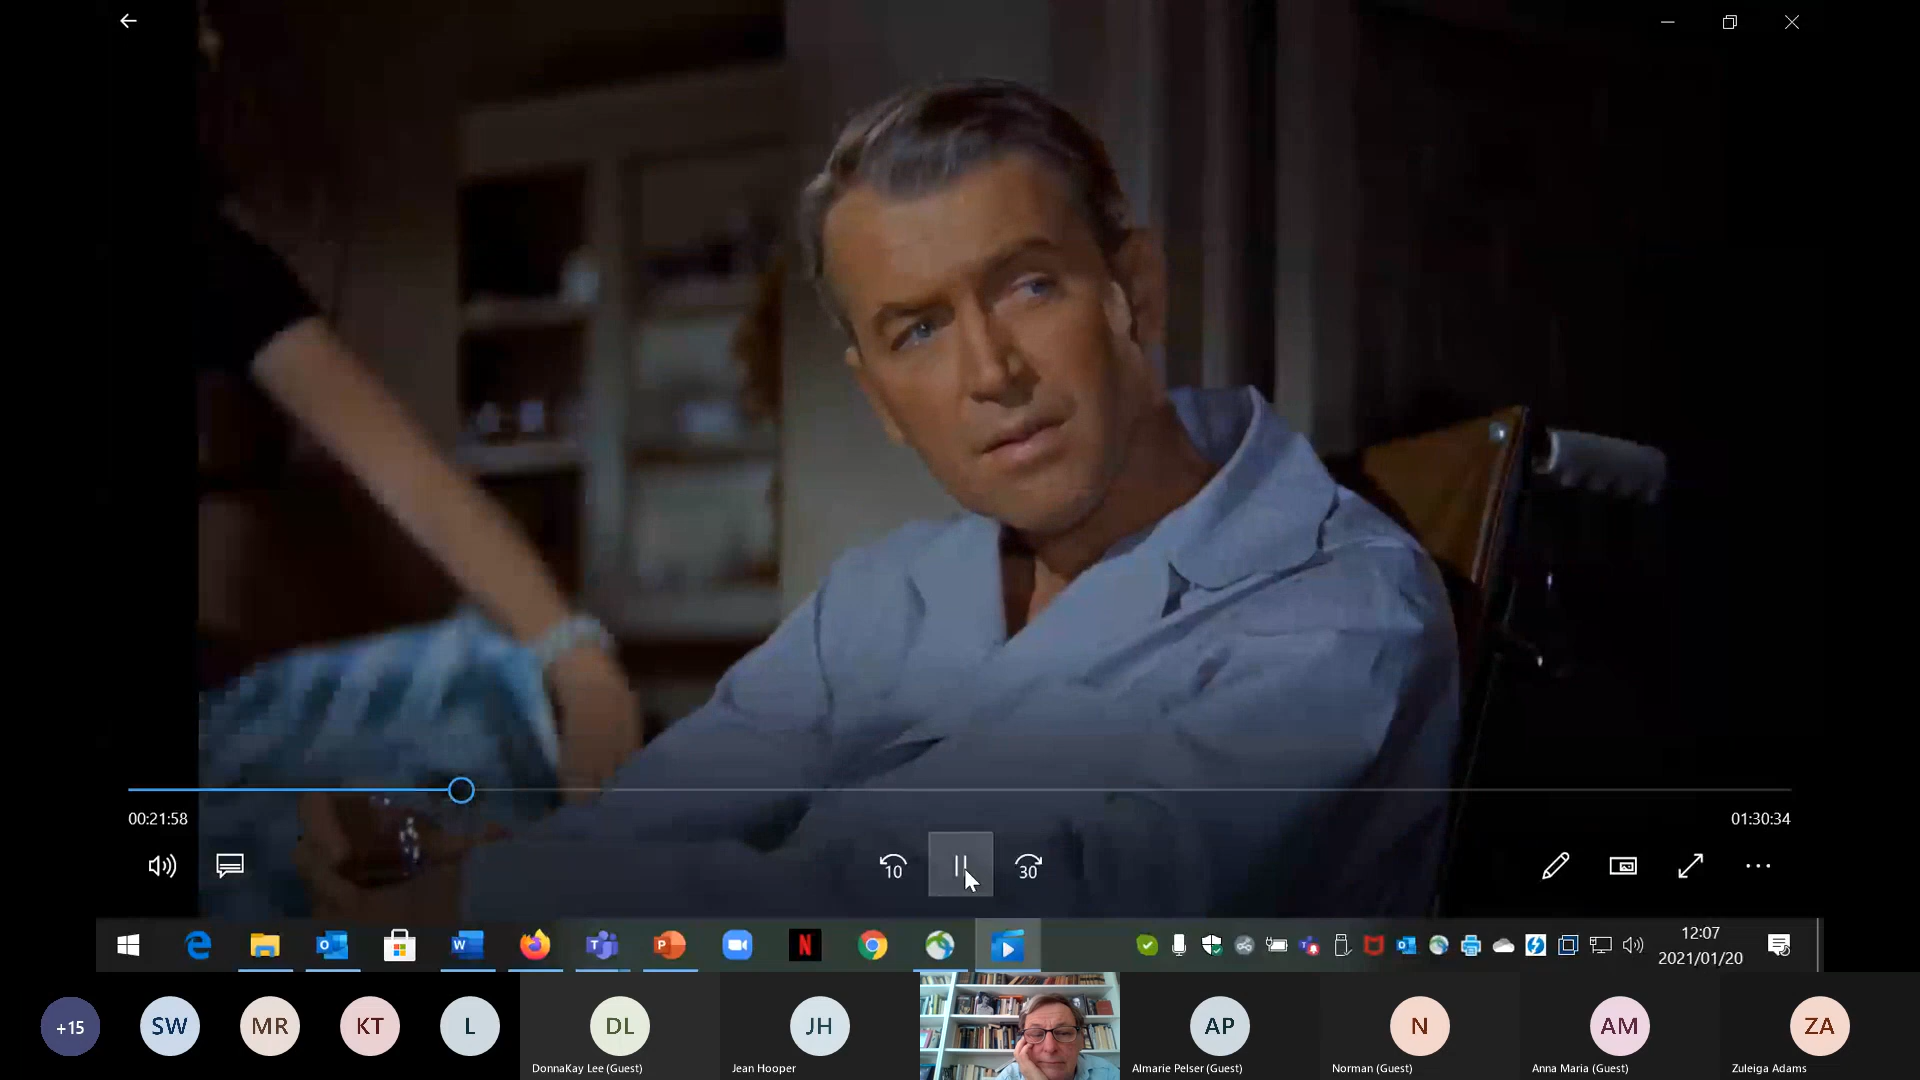 00:21:58
01:30:34
10
30
12:07
2021/01/20
+15
SW
MR
KT
L
DL
JH
AP
N
AM
ZA
DonnaKay Lee (Guest)
Jean Hooper
Almarie Pelser (Guest)
Norman (Guest)
Anna Maria (Guest)
Zuleiga Adams